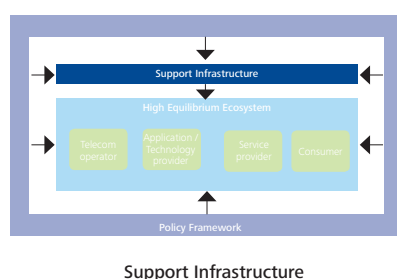 Support Infrastructure
High Equilibrium Ecosystem
Telecom
operator
Application /
Technology
provider
Service
provider
Consumer
Policy Framework
Support Infrastructure